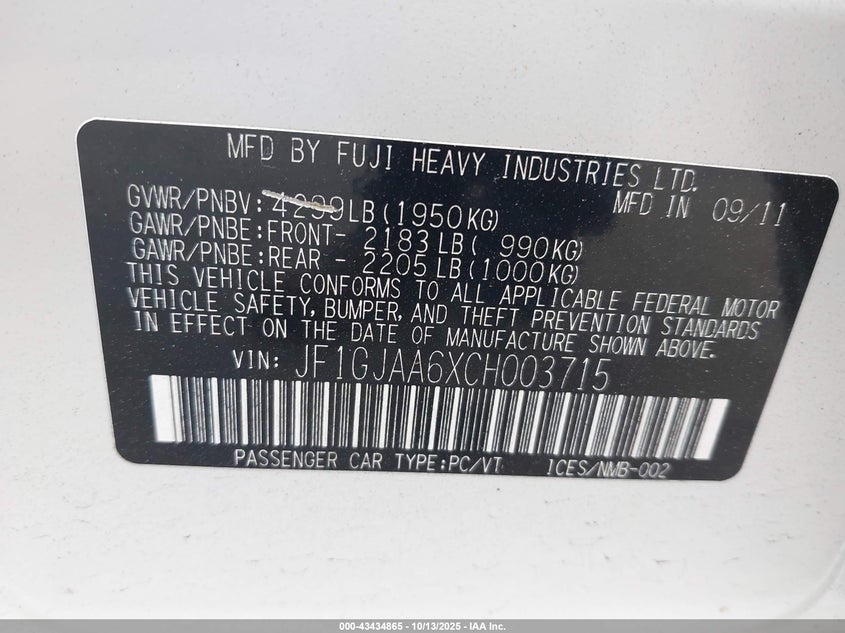 MFD BY FUJI HEAVY INDUSTRIES LTD.
GVWR/PNBV:4299LB(1950KG) MFD IN 09/11
GAWR/PNBE:FRONT- 2183LB( 990KG)
GAWR/PNBE:REAR - 2205LB(1000KG)
THIS VEHICLE CONFORMS TO ALL APPLICABLE FEDERAL MOTOR
VEHICLE SAFETY, BUMPER, AND THEFT PREVENTION STANDARDS
IN EFFECT ON THE DATE OF MANUFACTURE SHOWN ABOVE.
VIN: JF1GJAA6XCH003715
PASSENGER CAR TYPE:PC/VT ICES/NMB-002
000-43434865 - 10/13/2025 - IAA Inc.